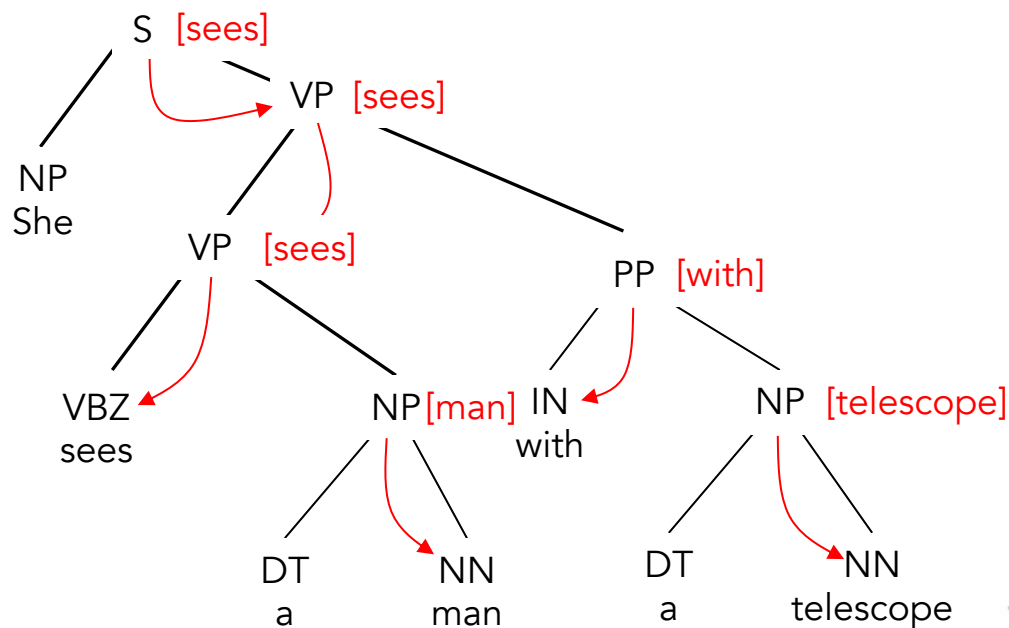 S [sees]
VP [sees]
NP
She
VP [sees]
PP [with]
VBZ
sees
NP [man]
IN
with
NP [telescope]
DT
a
NN
man
DT
a
NN
telescope